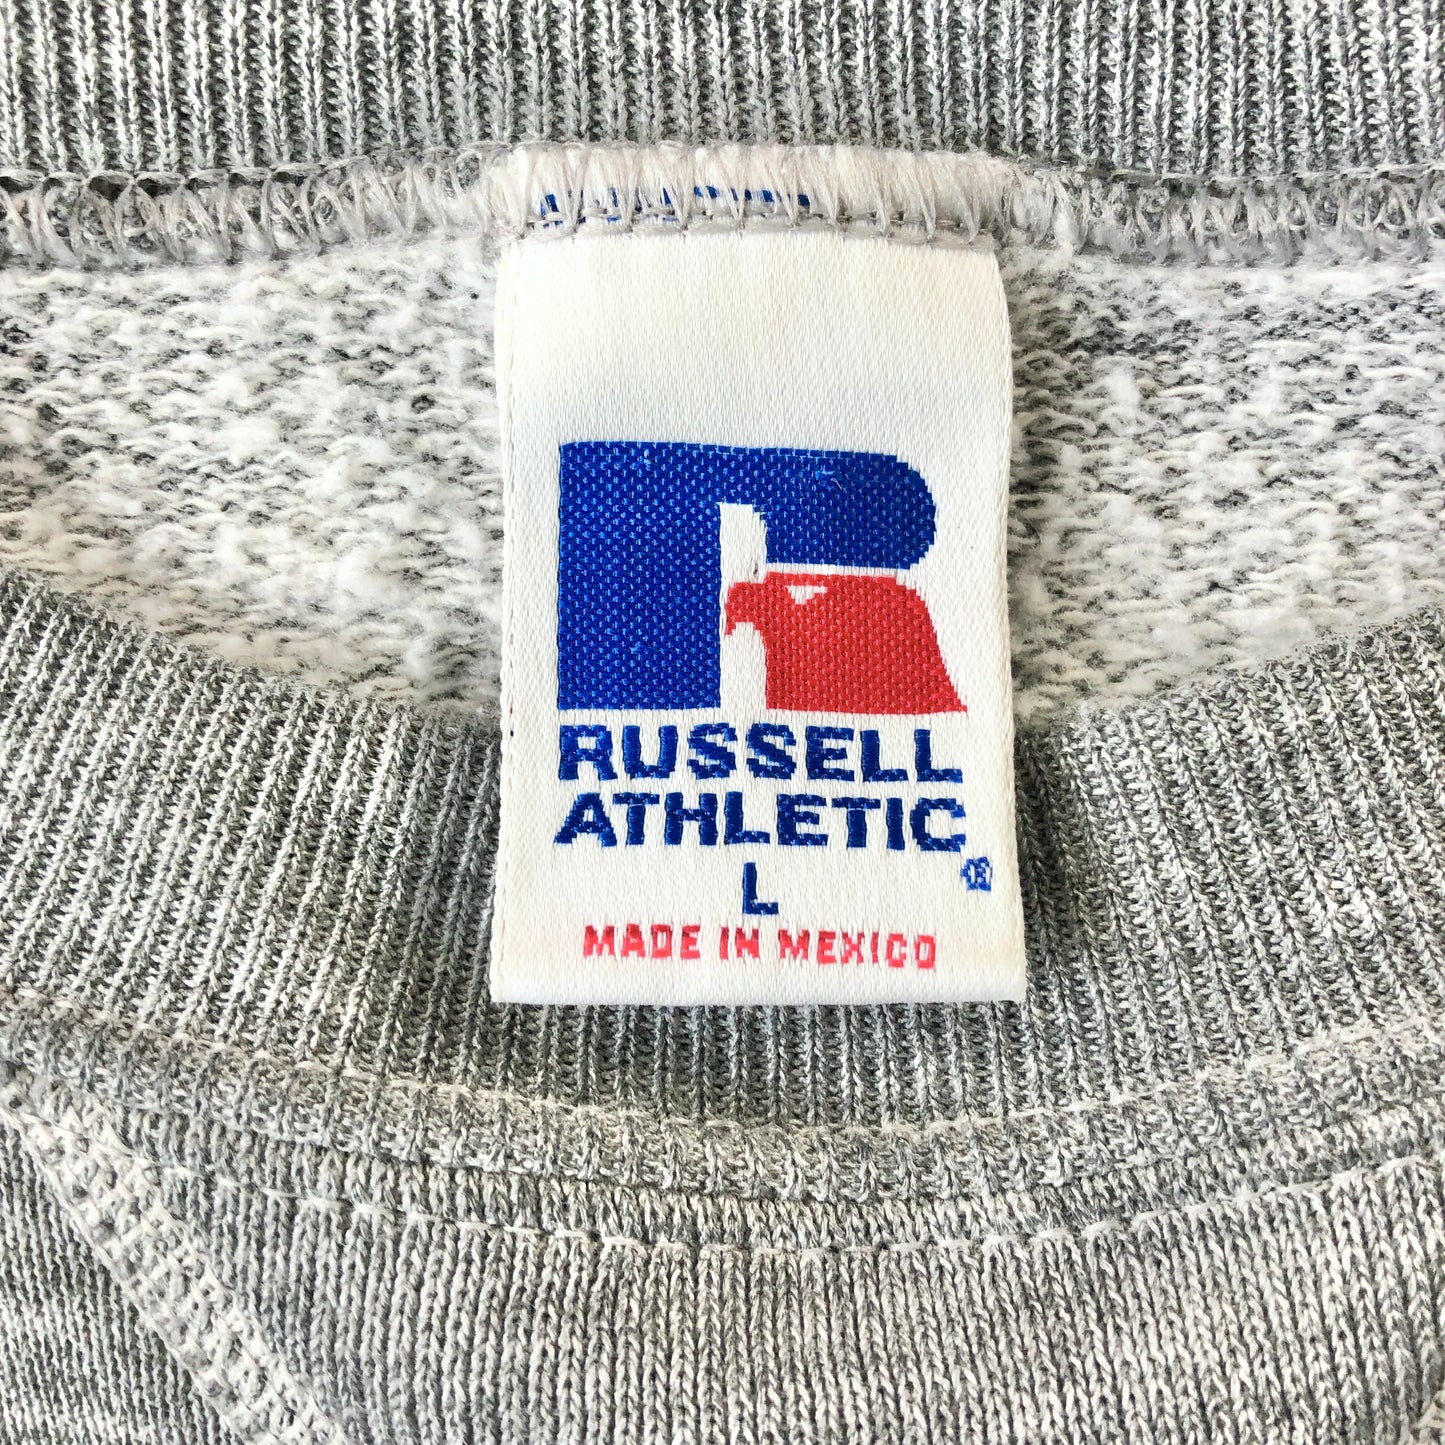 RUSSELL
ATHLETIC®
L
MADE IN MEXICO